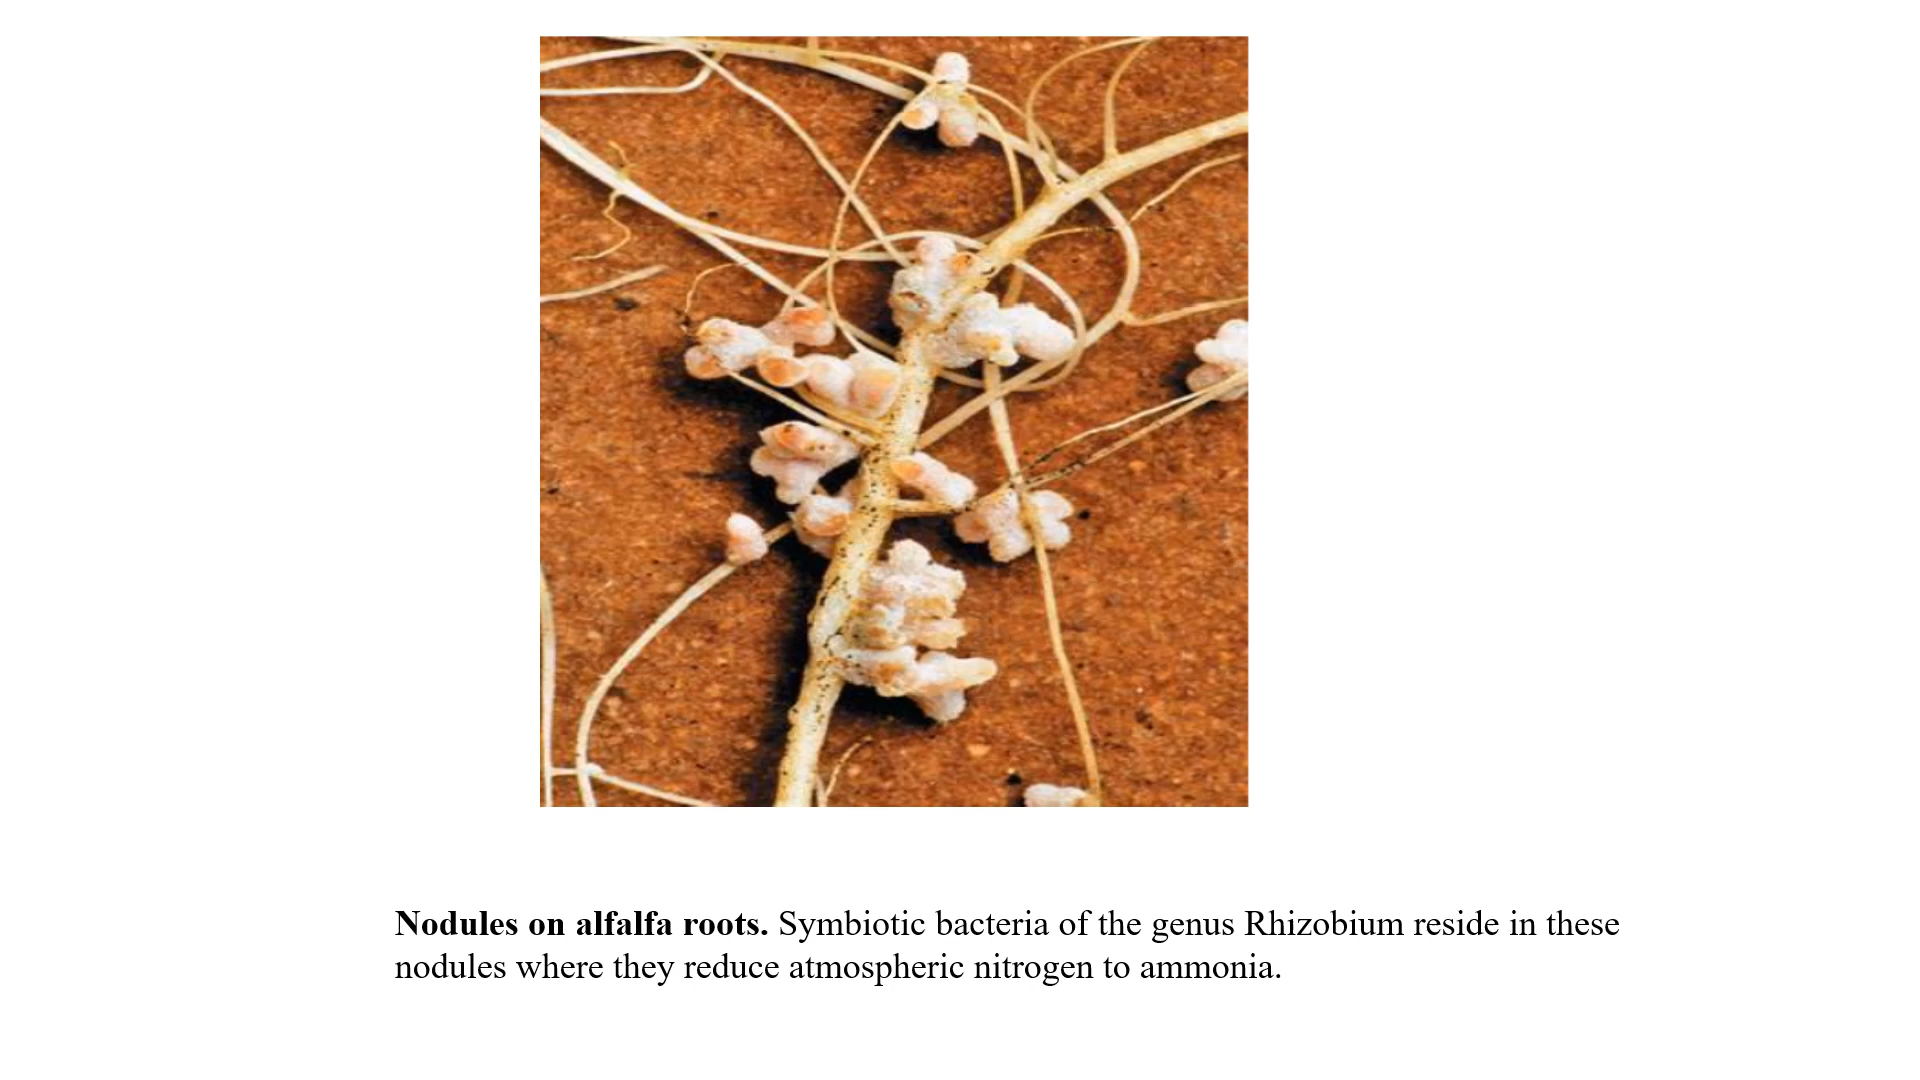 Nodules on alfalfa roots. Symbiotic bacteria of the genus Rhizobium reside in these
nodules where they reduce atmospheric nitrogen to ammonia.